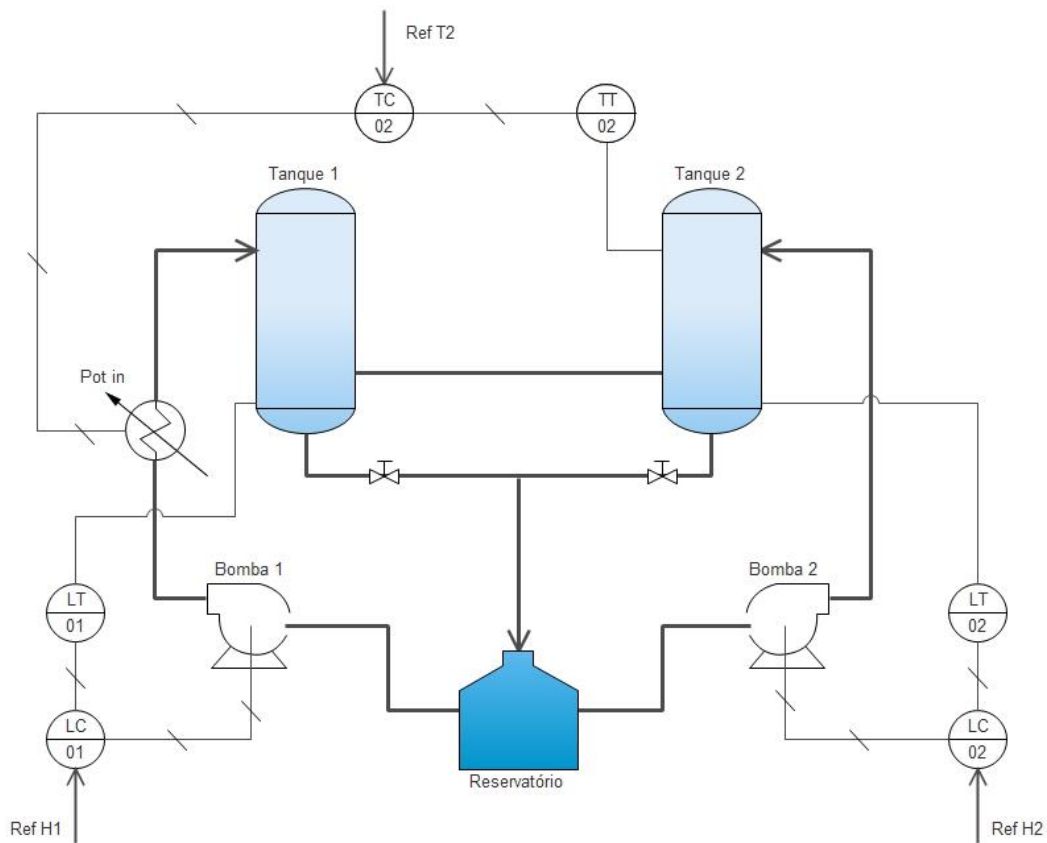 Ref T2
TC
02
TT
02
Tanque 1
Tanque 2
Pot in
Bomba 1
Bomba 2
LT
01
LT
02
LC
01
LC
02
Reservatório
Ref H1
Ref H2